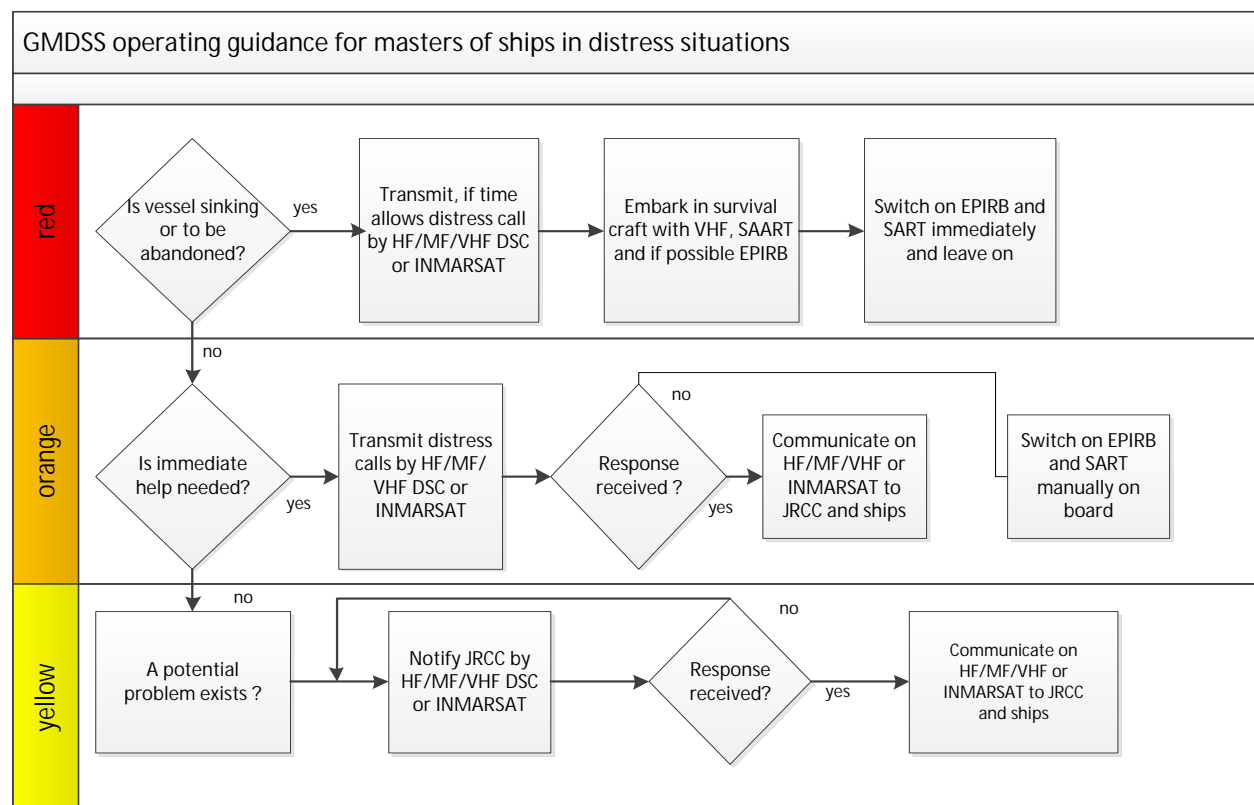 GMDSS operating guidance for masters of ships in distress situations
red
Is vessel sinking
or to be
abandoned?
yes
Transmit, if time
allows distress call
by HF/MF/VHF DSC
or INMARSAT
Embark in survival
craft with VHF, SAART
and if possible EPIRB
Switch on EPIRB and
SART immediately
and leave on
no
orange
Is immediate
help needed?
yes
Transmit distress
calls by HF/MF/
VHF DSC or
INMARSAT
Response
received ?
no
yes
Communicate on
HF/MF/VHF or
INMARSAT to
JRCC and ships
Switch on EPIRB
and SART
manually on
board
no
yellow
A potential
problem exists ?
Notify JRCC by
HF/MF/VHF DSC
or INMARSAT
Response
received?
no
yes
Communicate on
HF/MF/VHF or
INMARSAT to JRCC
and ships